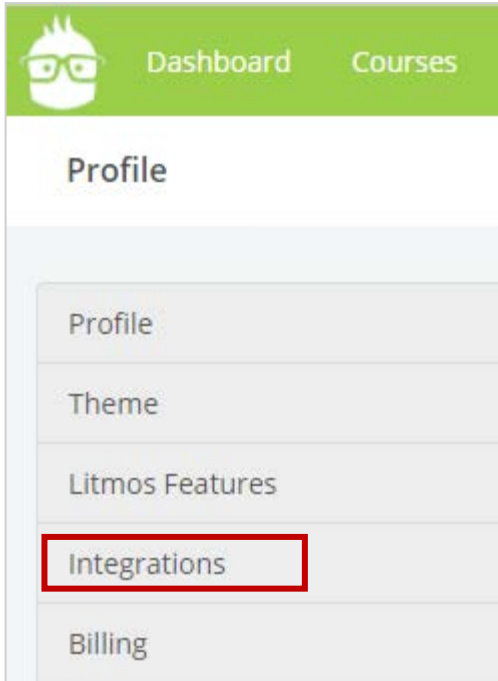 Dashboard Courses
Profile
Profile
Theme
Litmos Features
Integrations
Billing